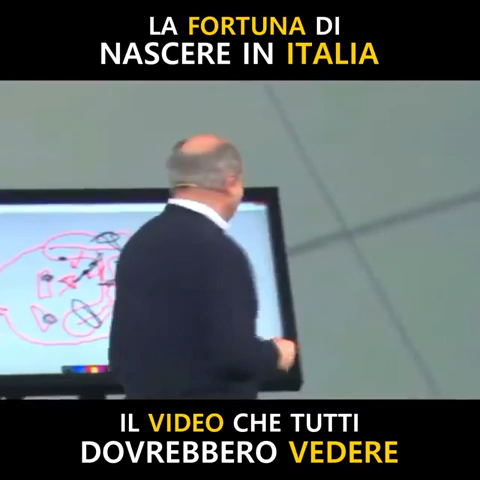 LA FORTUNA DI
NASCERE IN ITALIA
IL VIDEO CHE TUTTI
DOVREBBERO VEDERE